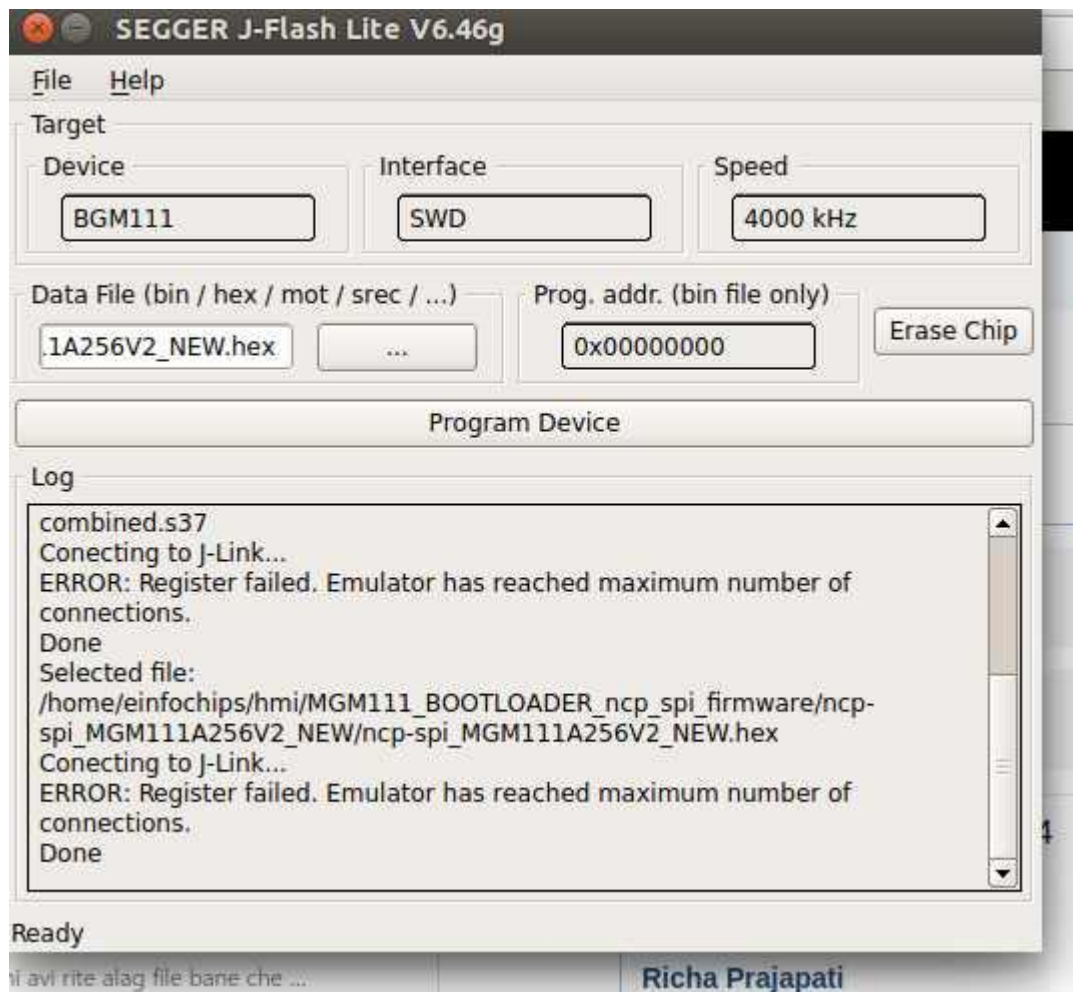 SEGGER J-Flash Lite V6.46g
File Help
Target
Device Interface Speed
BGM111 SWD 4000 kHz
Data File (bin / hex / mot / srec / ...) Prog. addr. (bin file only)
.1A256V2_NEW.hex ... 0x00000000 Erase Chip
Program Device
Log
combined.s37
Conecting to J-Link...
ERROR: Register failed. Emulator has reached maximum number of
connections.
Done
Selected file:
/home/einfochips/hmi/MGM111_BOOTLOADER_ncp_spi_firmware/ncp-
spi_MGM111A256V2_NEW/ncp-spi_MGM111A256V2_NEW.hex
Conecting to J-Link...
ERROR: Register failed. Emulator has reached maximum number of
connections.
Done
4
Ready
avi rite alag file bane che ... Richa Prajapati